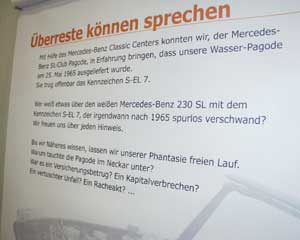 Überreste können sprechen
Mit Hilfe des Mercedes-Benz Classic Centers konnten wir, der Mercedes-
Benz SL-Club Pagode, in Erfahrung bringen, dass unsere Wasser-Pagode
am 25. Mai 1965 ausgeliefert wurde.
Sie trug offenbar das Kennzeichen S-EL 7.
Wer weiß etwas über den weißen Mercedes-Benz 230 SL mit dem
Kennzeichen S-EL 7, der irgendwann nach 1965 spurlos verschwand?
Wir freuen uns über jeden Hinweis.
Bis wir Näheres wissen, lassen wir unserer Phantasie freien Lauf.
Warum tauchte die Pagode im Neckar unter?
War es ein Versicherungsbetrug? Ein Kapitalverbrechen?
Ein vertuschter Unfall? Ein Racheakt? ...